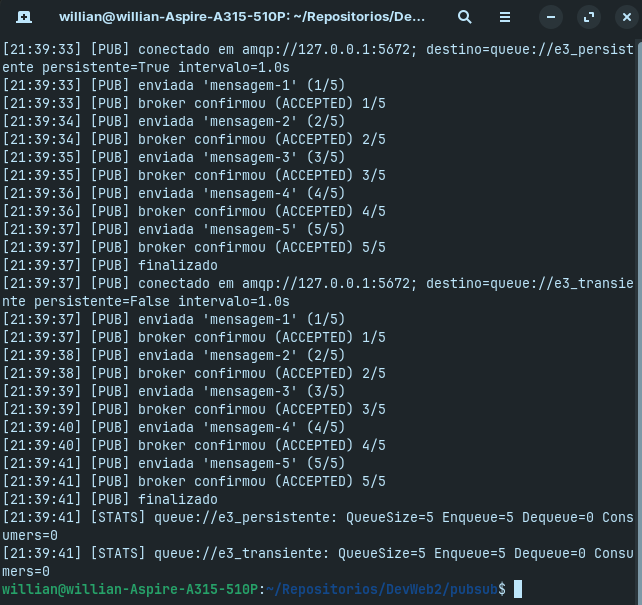 willian@willian-Aspire-A315-510P: ~/Repositorios/De...
[21:39:33] [PUB] conectado em amqp://127.0.0.1:5672; destino=queue://e3_persist
ente persistente=True intervalo=1.0s
[21:39:33] [PUB] enviada 'mensagem-1' (1/5)
[21:39:33] [PUB] broker confirmou (ACCEPTED) 1/5
[21:39:34] [PUB] enviada 'mensagem-2' (2/5)
[21:39:34] [PUB] broker confirmou (ACCEPTED) 2/5
[21:39:35] [PUB] enviada 'mensagem-3' (3/5)
[21:39:35] [PUB] broker confirmou (ACCEPTED) 3/5
[21:39:36] [PUB] enviada 'mensagem-4' (4/5)
[21:39:36] [PUB] broker confirmou (ACCEPTED) 4/5
[21:39:37] [PUB] enviada 'mensagem-5' (5/5)
[21:39:37] [PUB] broker confirmou (ACCEPTED) 5/5
[21:39:37] [PUB] finalizado
[21:39:37] [PUB] conectado em amqp://127.0.0.1:5672; destino=queue://e3_transie
nte persistente=False intervalo=1.0s
[21:39:37] [PUB] enviada 'mensagem-1' (1/5)
[21:39:37] [PUB] broker confirmou (ACCEPTED) 1/5
[21:39:38] [PUB] enviada 'mensagem-2' (2/5)
[21:39:38] [PUB] broker confirmou (ACCEPTED) 2/5
[21:39:39] [PUB] enviada 'mensagem-3' (3/5)
[21:39:39] [PUB] broker confirmou (ACCEPTED) 3/5
[21:39:40] [PUB] enviada 'mensagem-4' (4/5)
[21:39:40] [PUB] broker confirmou (ACCEPTED) 4/5
[21:39:41] [PUB] enviada 'mensagem-5' (5/5)
[21:39:41] [PUB] broker confirmou (ACCEPTED) 5/5
[21:39:41] [PUB] finalizado
[21:39:41] [STATS] queue://e3_persistente: QueueSize=5 Enqueue=5 Dequeue=0 Cons
umers=0
[21:39:41] [STATS] queue://e3_transiente: QueueSize=5 Enqueue=5 Dequeue=0 Consu
mers=0
willian@willian-Aspire-A315-510P:~/Repositorios/DevWeb2/pubsub$